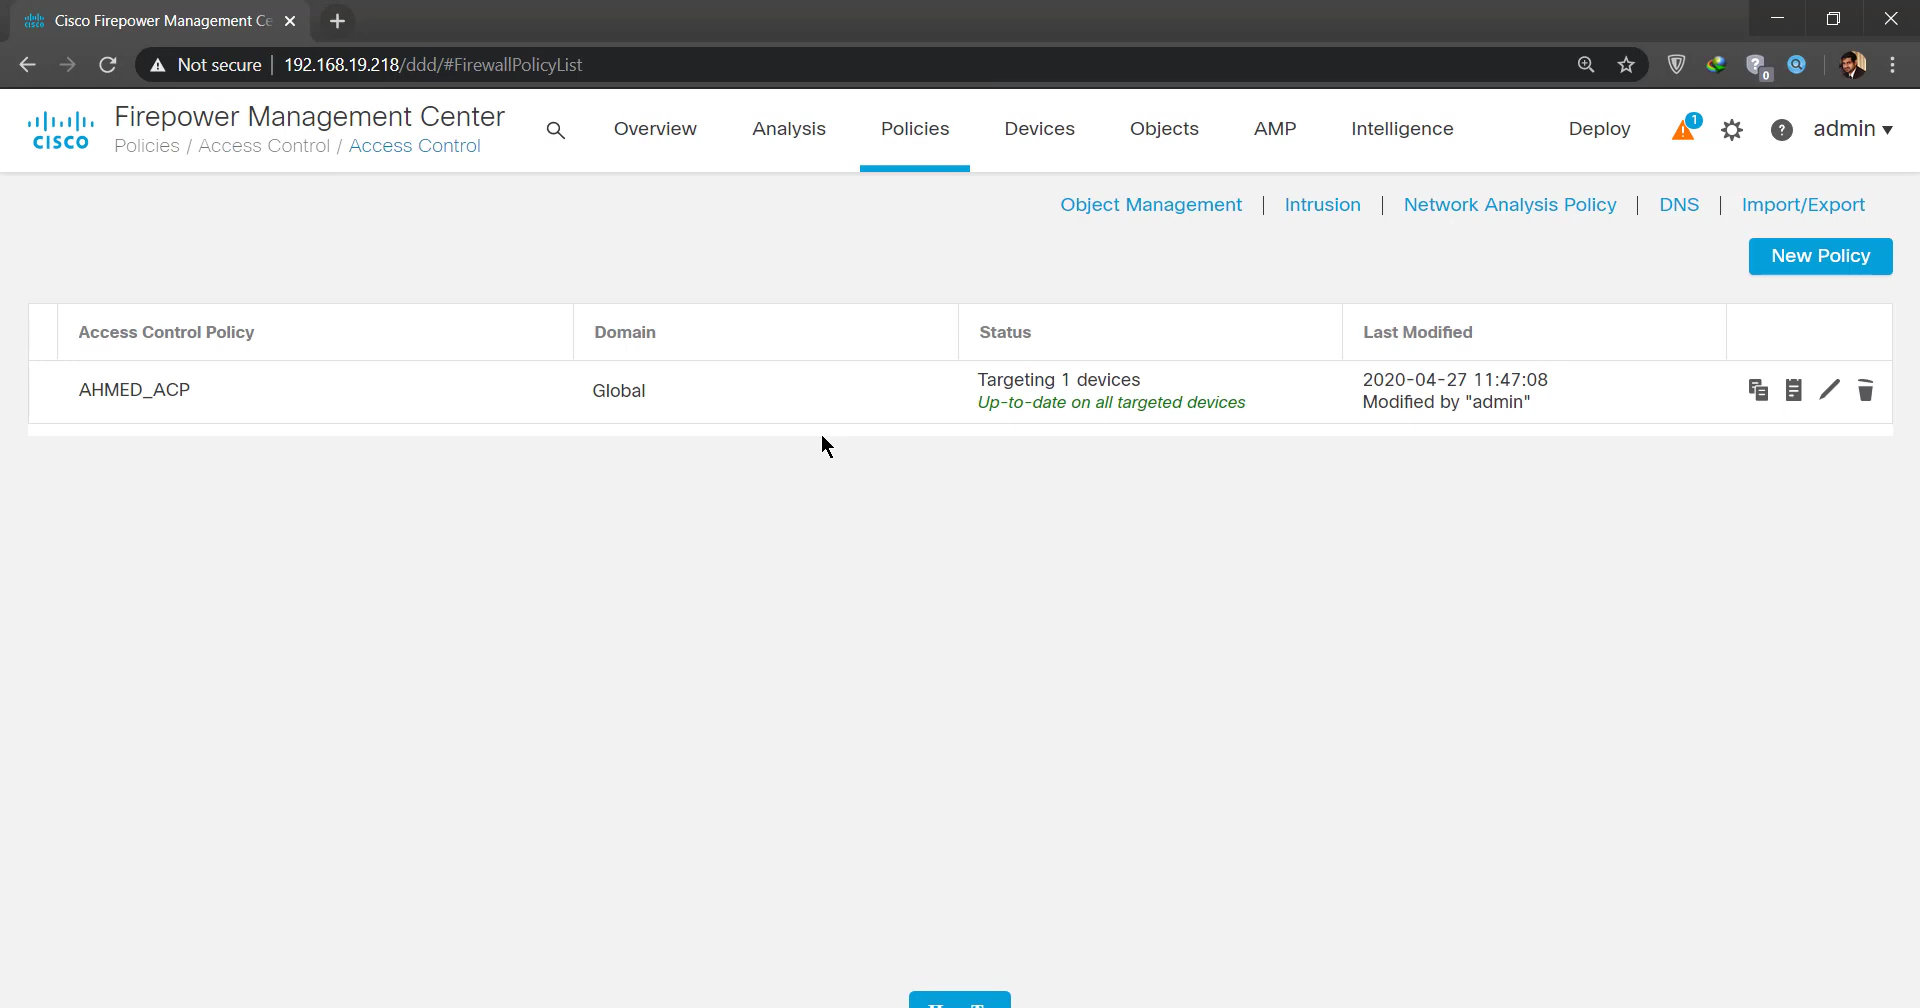 Cisco Firepower Management Ce
Not secure | 192.168.19.218/ddd/#FirewallPolicyList
0
cisco
CISCO
Firepower Management Center
Policies / Access Control / Access Control
Overview
Analysis
Policies
Devices
Objects
AMP
Intelligence
Deploy
1
?
admin
Object Management | Intrusion | Network Analysis Policy | DNS | Import/Export
New Policy
Access Control Policy
Domain
Status
Last Modified
AHMED_ACP
Global
Targeting 1 devices
Up-to-date on all targeted devices
2020-04-27 11:47:08
Modified by "admin"